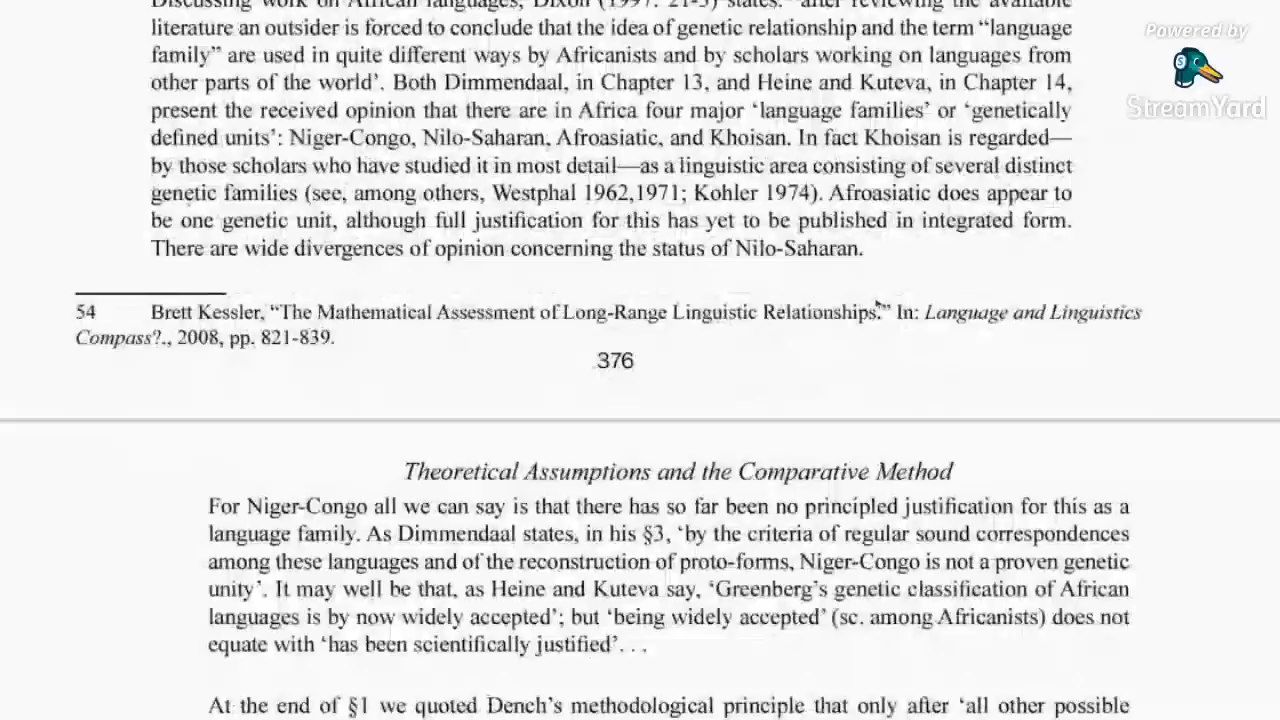 Discussing work on African languages, Dixon (1997: 21-3) states: 'after reviewing the available
literature an outsider is forced to conclude that the idea of genetic relationship and the term “language
family” are used in quite different ways by Africanists and by scholars working on languages from
other parts of the world’. Both Dimmendaal, in Chapter 13, and Heine and Kuteva, in Chapter 14,
present the received opinion that there are in Africa four major ‘language families’ or ‘genetically
defined units’: Niger-Congo, Nilo-Saharan, Afroasiatic, and Khoisan. In fact Khoisan is regarded—
by those scholars who have studied it in most detail—as a linguistic area consisting of several distinct
genetic families (see, among others, Westphal 1962,1971; Kohler 1974). Afroasiatic does appear to
be one genetic unit, although full justification for this has yet to be published in integrated form.
There are wide divergences of opinion concerning the status of Nilo-Saharan.
54 Brett Kessler, “The Mathematical Assessment of Long-Range Linguistic Relationships.” In: Language and Linguistics
Compass?., 2008, pp. 821-839.
376
Theoretical Assumptions and the Comparative Method
For Niger-Congo all we can say is that there has so far been no principled justification for this as a
language family. As Dimmendaal states, in his §3, ‘by the criteria of regular sound correspondences
among these languages and of the reconstruction of proto-forms, Niger-Congo is not a proven genetic
unity’. It may well be that, as Heine and Kuteva say, ‘Greenberg’s genetic classification of African
languages is by now widely accepted’; but ‘being widely accepted’ (sc. among Africanists) does not
equate with ‘has been scientifically justified’. . .
At the end of §1 we quoted Dench’s methodological principle that only after ‘all other possible
Powered by
StreamYard